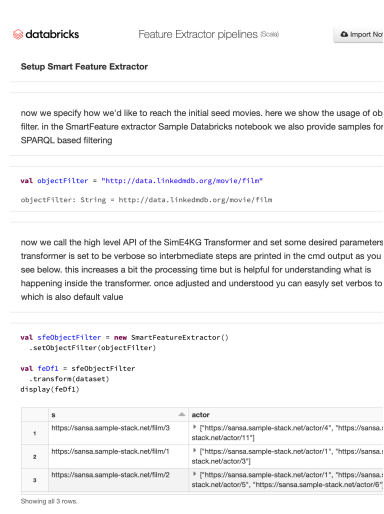 databricks
Feature Extractor pipelines (Scala)
Import Not
Setup Smart Feature Extractor
now we specify how we'd like to reach the initial seed movies. here we show the usage of ob
filter. in the SmartFeature extractor Sample Databricks notebook we also provide samples for
SPARQL based filtering
val objectFilter = "http://data.linkedmdb.org/movie/film"
objectFilter: String = http://data.linkedmdb.org/movie/film
now we call the high level API of the SimE4KG Transformer and set some desired parameters
transformer is set to be verbose so interbmediate steps are printed in the cmd output as you
see below. this increases a bit the processing time but is helpful for understanding what is
happening inside the transformer. once adjusted and understood yu can easyly set verbos to
which is also default value
val sfeObjectFilter = new SmartFeatureExtractor()
.setObjectFilter(objectFilter)
val feDf1 = sfeObjectFilter
.transform(dataset)
display(feDf1)
s actor
1 https://sansa.sample-stack.net/film/3 ["https://sansa.sample-stack.net/actor/4", "https://sansa.s
stack.net/actor/11"]
2 https://sansa.sample-stack.net/film/1 ["https://sansa.sample-stack.net/actor/1", "https://sansa.s
stack.net/actor/3"]
3 https://sansa.sample-stack.net/film/2 ["https://sansa.sample-stack.net/actor/1", "https://sansa.s
stack.net/actor/5", "https://sansa.sample-stack.net/actor/6"]
Showing all 3 rows.